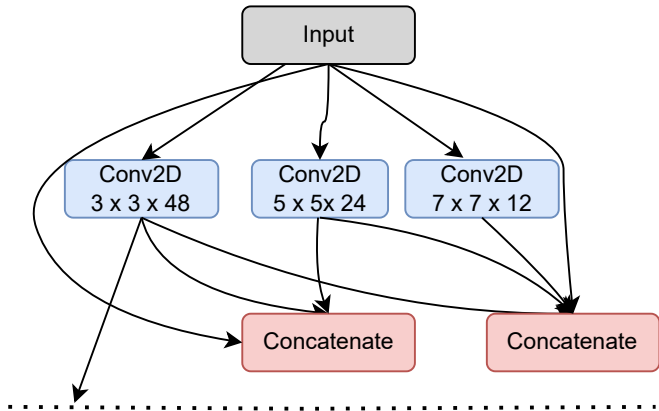 Input
Conv2D
3 x 3 x 48
Conv2D
5 x 5x 24
Conv2D
7 x 7 x 12
Concatenate
Concatenate